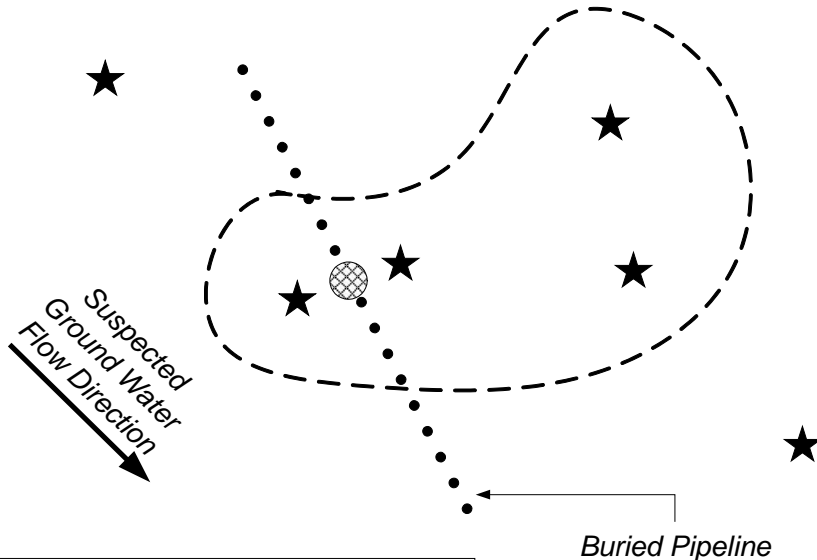 Suspected
Ground Water
Flow Direction
Buried Pipeline